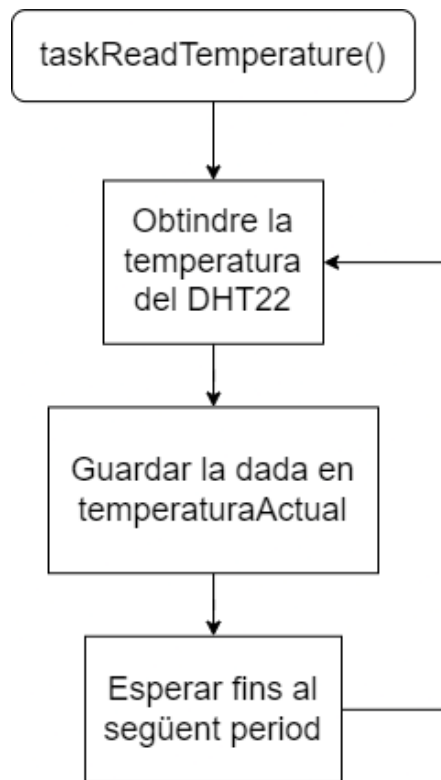 taskReadTemperature()
Obtindre la
temperatura
del DHT22
Guardar la dada en
temperaturaActual
Esperar fins al
següent period